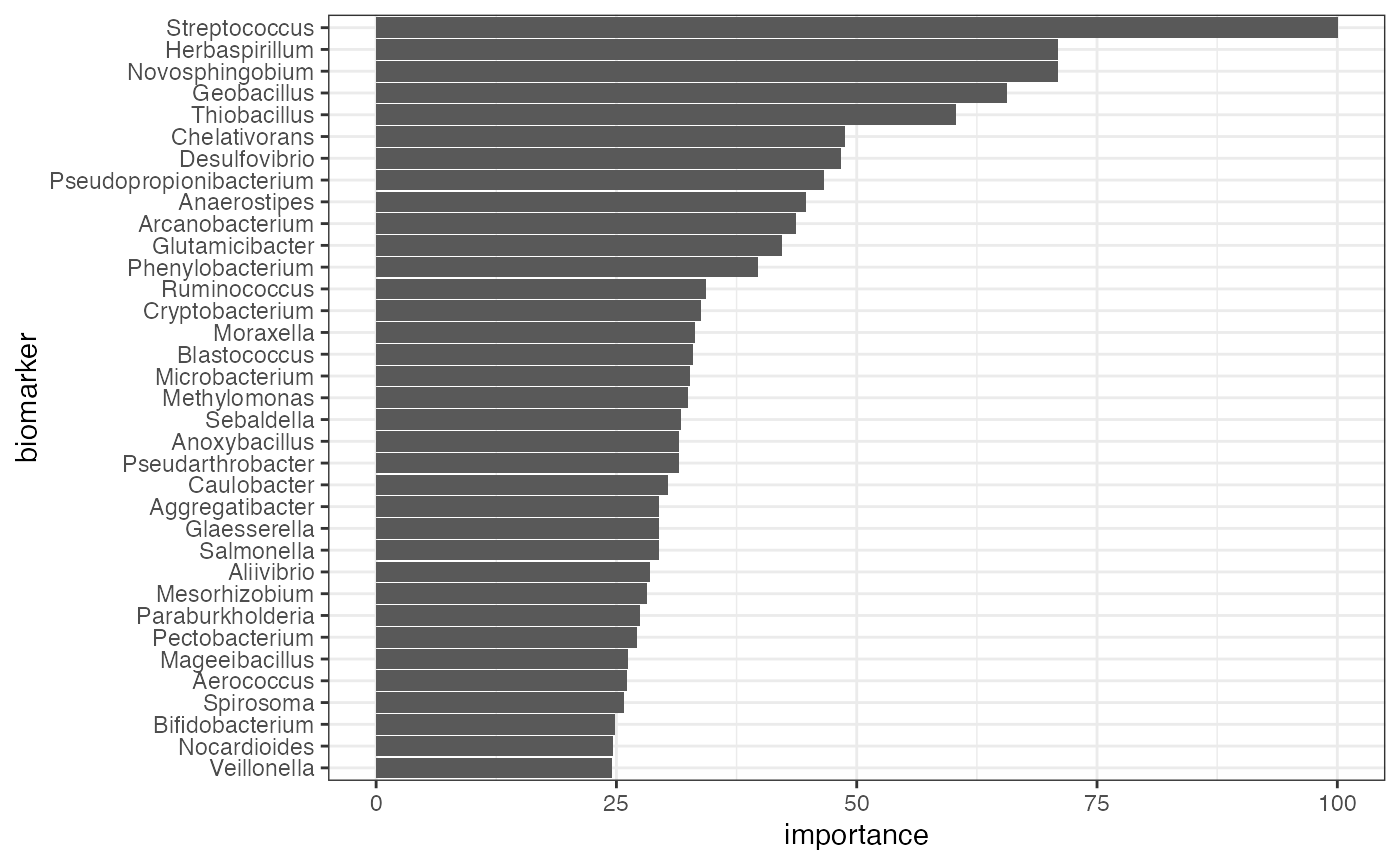 Streptococcus
Herbaspirillum
Novosphingobium
Geobacillus
Thiobacillus
Chelativorans
Desulfovibrio
Pseudopropionibacterium
Anaerostipes
Arcanobacterium
Glutamicibacter
Phenylobacterium
Ruminococcus
Cryptobacterium
Moraxella
Blastococcus
Microbacterium
Methylomonas
Sebaldella
Anoxybacillus
Pseudarthrobacter
Caulobacter
Aggregatibacter
Glaesserella
Salmonella
Aliivibrio
Mesorhizobium
Paraburkholderia
Pectobacterium
Mageeibacillus
Aerococcus
Spirosoma
Bifidobacterium
Nocardioides
Veillonella
biomarker
0 25 50 75 100
importance